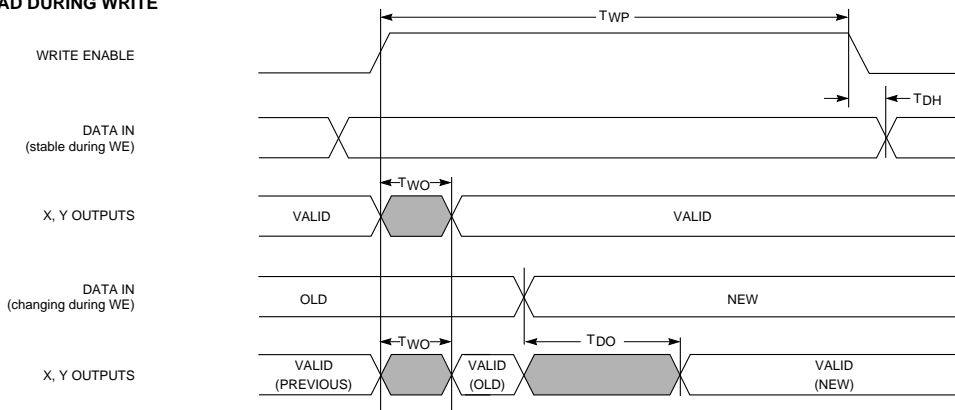 AD DURING WRITE
TWP
WRITE ENABLE
TDH
DATA IN
(stable during WE)
TWO
X, Y OUTPUTS
VALID
VALID
DATA IN
(changing during WE)
OLD
NEW
TWO
TDO
X, Y OUTPUTS
VALID
(PREVIOUS)
VALID
(OLD)
VALID
(NEW)